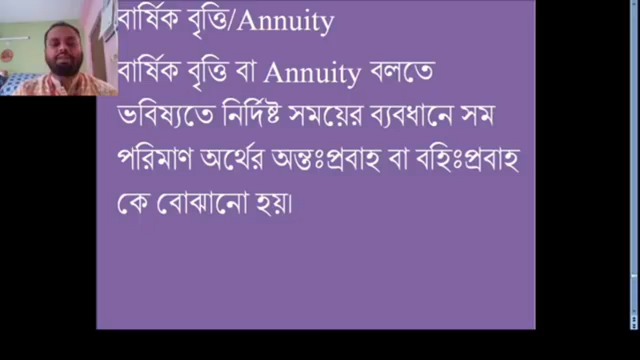 বার্ষিক বৃত্তি/Annuity
বার্ষিক বৃত্তি বা Annuity বলতে
ভবিষ্যতে নির্দিষ্ট সময়ের ব্যবধানে সম
পরিমাণ অর্থের অন্তঃপ্রবাহ বা বহিঃপ্রবাহ
কে বোঝানো হয়।